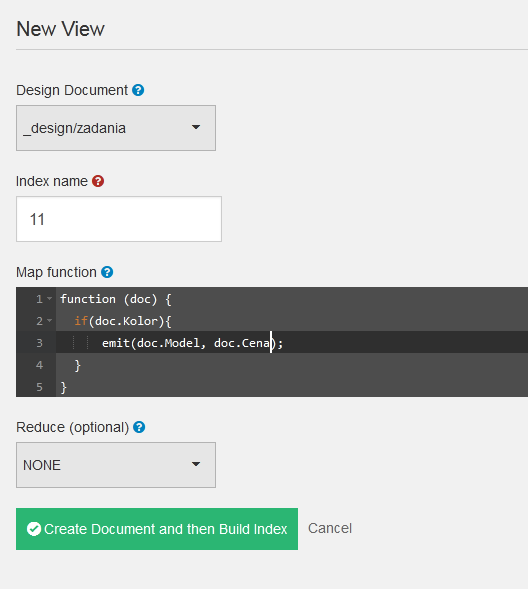 New View
Design Document
_design/zadania
Index name
11
Map function
1 function (doc) {
2 if(doc.Kolor){
3 emit(doc.Model, doc.Cena);
4 }
5 }
Reduce (optional)
NONE
Create Document and then Build Index Cancel